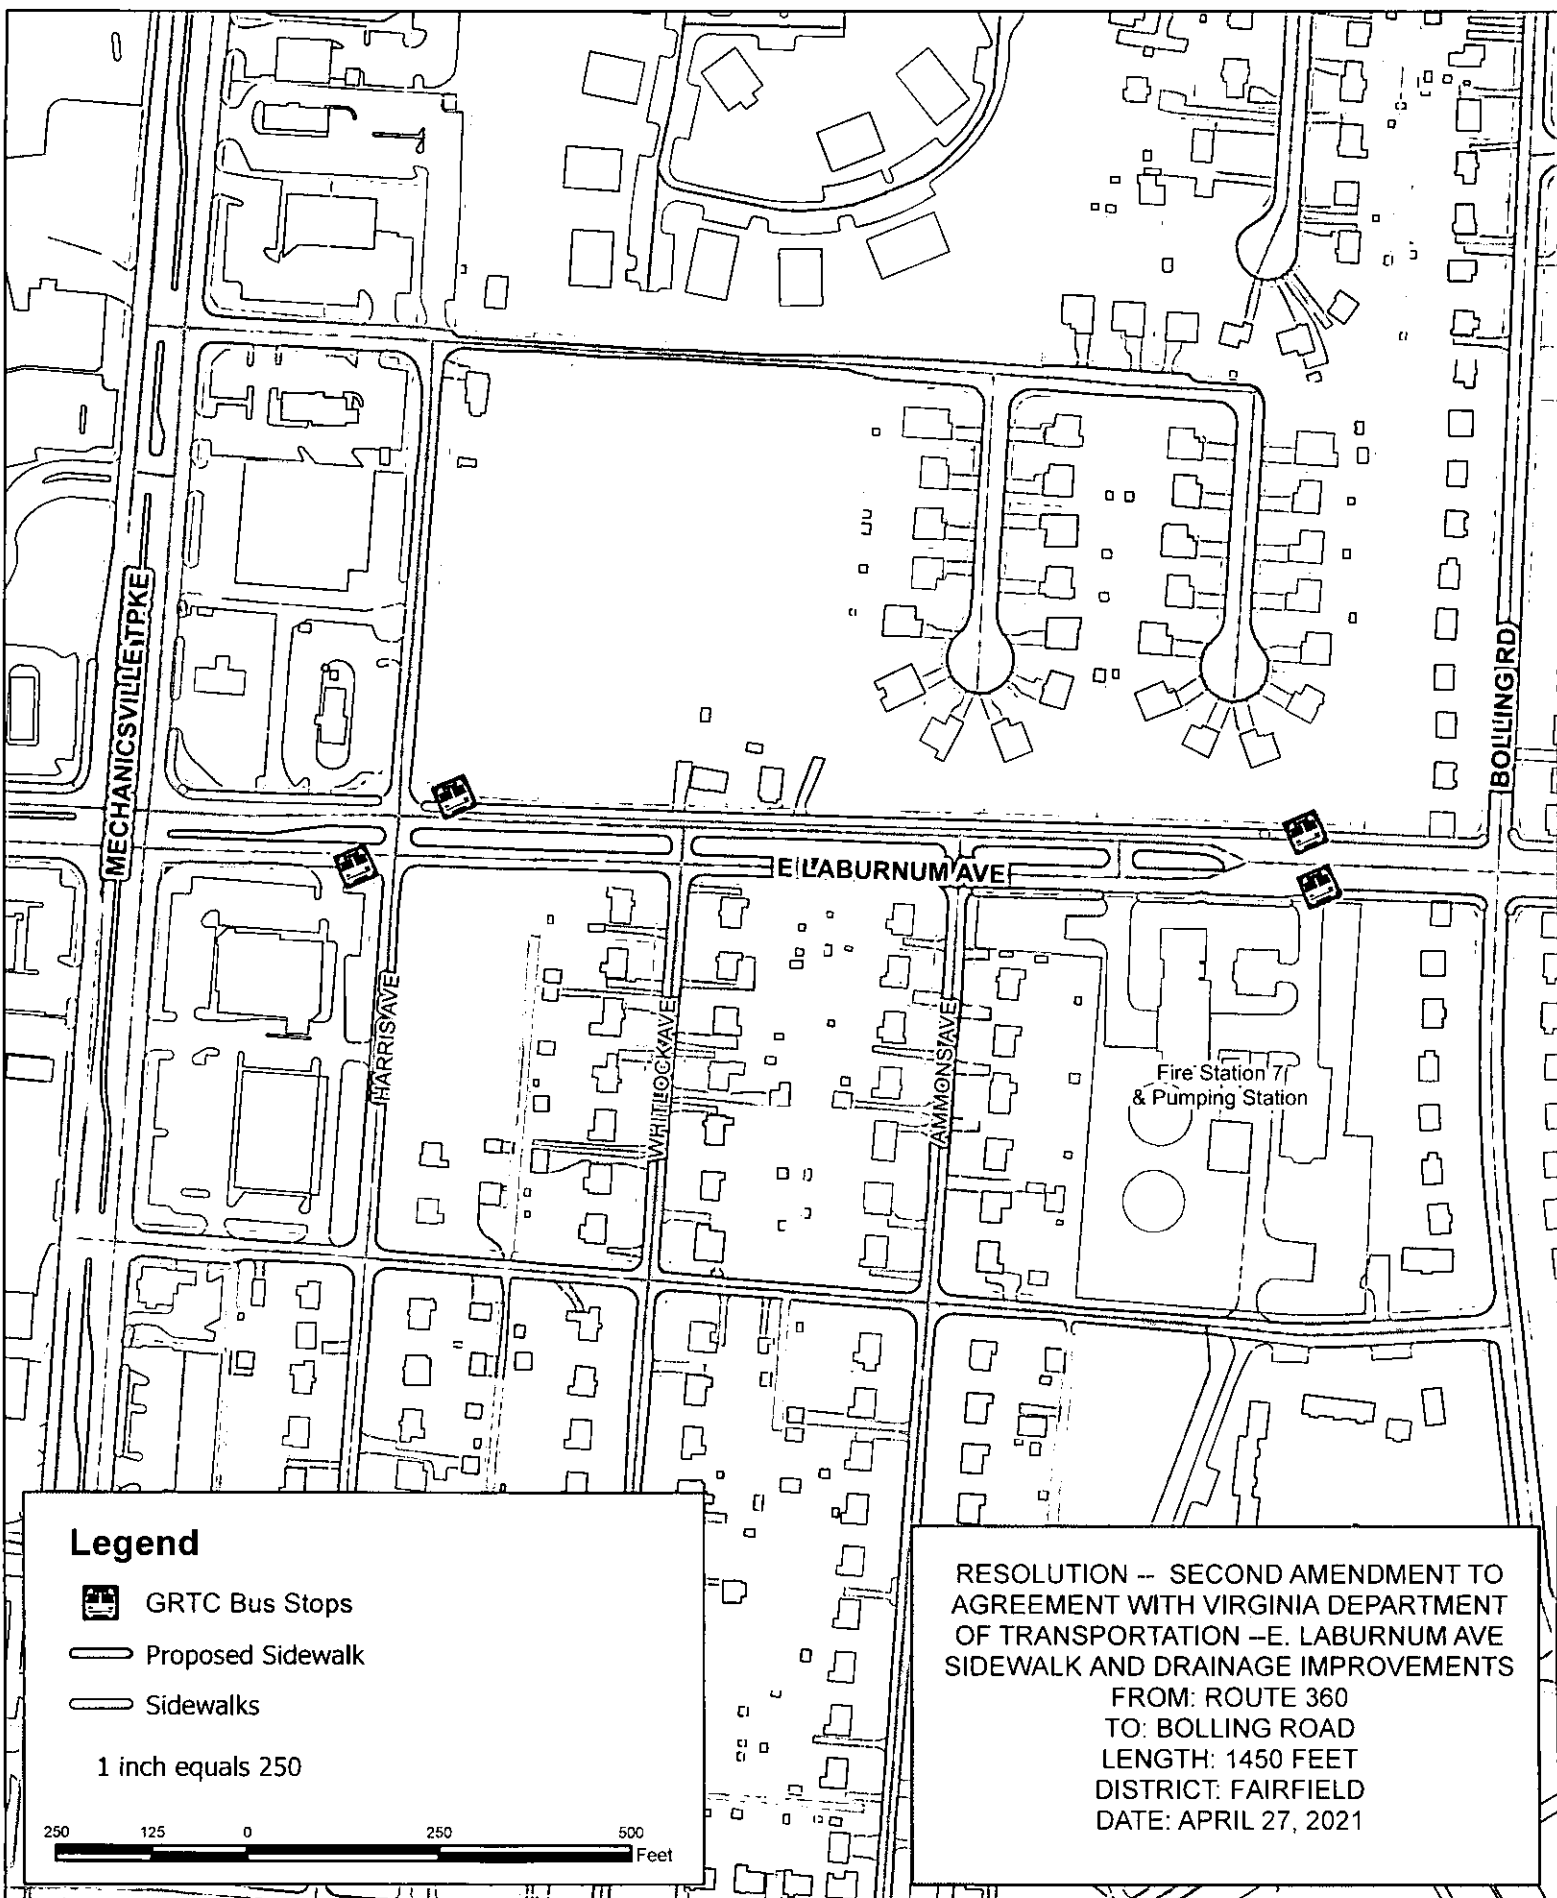 MECHANICSVILLE TPKE
BOLLING RD
E LABURNUM AVE
HARRIS AVE
WHITLOCK AVE
AMMONS AVE
Fire Station 7
& Pumping Station
Legend
GRTC Bus Stops
Proposed Sidewalk
Sidewalks
1 inch equals 250
250 125 0 250 500
Feet
RESOLUTION -- SECOND AMENDMENT TO
AGREEMENT WITH VIRGINIA DEPARTMENT
OF TRANSPORTATION --E. LABURNUM AVE
SIDEWALK AND DRAINAGE IMPROVEMENTS
FROM: ROUTE 360
TO: BOLLING ROAD
LENGTH: 1450 FEET
DISTRICT: FAIRFIELD
DATE: APRIL 27, 2021